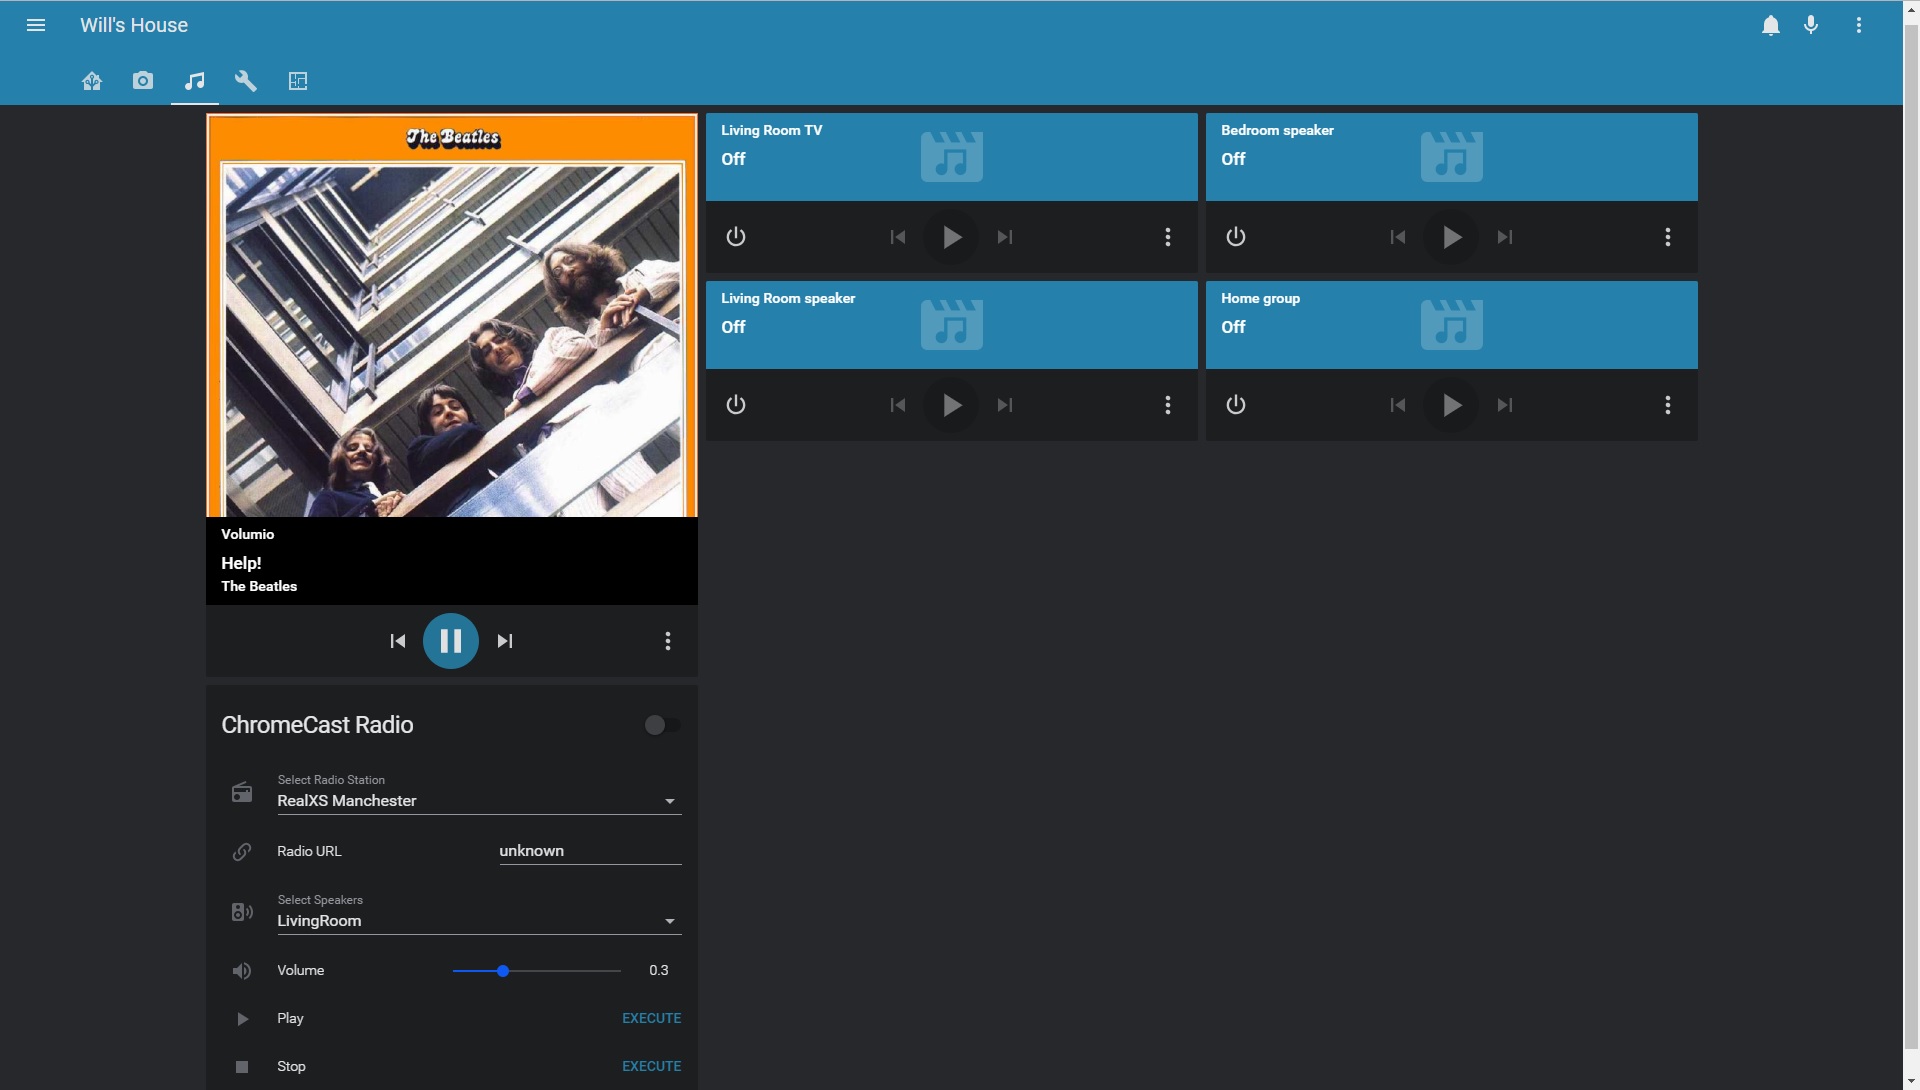 Will's House
The Beatles
Volumio
Help!
The Beatles
ChromeCast Radio
Select Radio Station
RealXS Manchester
Radio URL unknown
Select Speakers
LivingRoom
Volume 0.3
Play EXECUTE
Stop EXECUTE
Living Room TV
Off
Bedroom speaker
Off
Living Room speaker
Off
Home group
Off